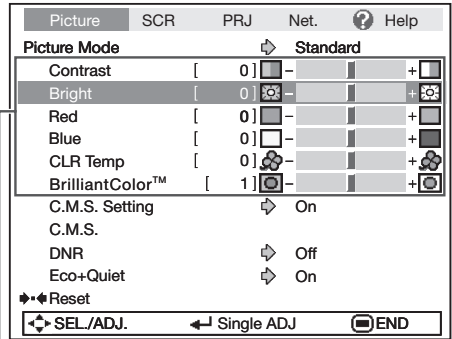 Picture SCR PRJ Net. ? Help
Picture Mode Standard
Contrast [ 0 ] - +
Bright [ 0 ] - +
Red [ 0 ] - +
Blue [ 0 ] - +
CLR Temp [ 0 ] - +
BrilliantColor™ [ 1 ] - +
C.M.S. Setting On
C.M.S.
DNR Off
Eco+Quiet On
Reset
SEL./ADJ. Single ADJ END